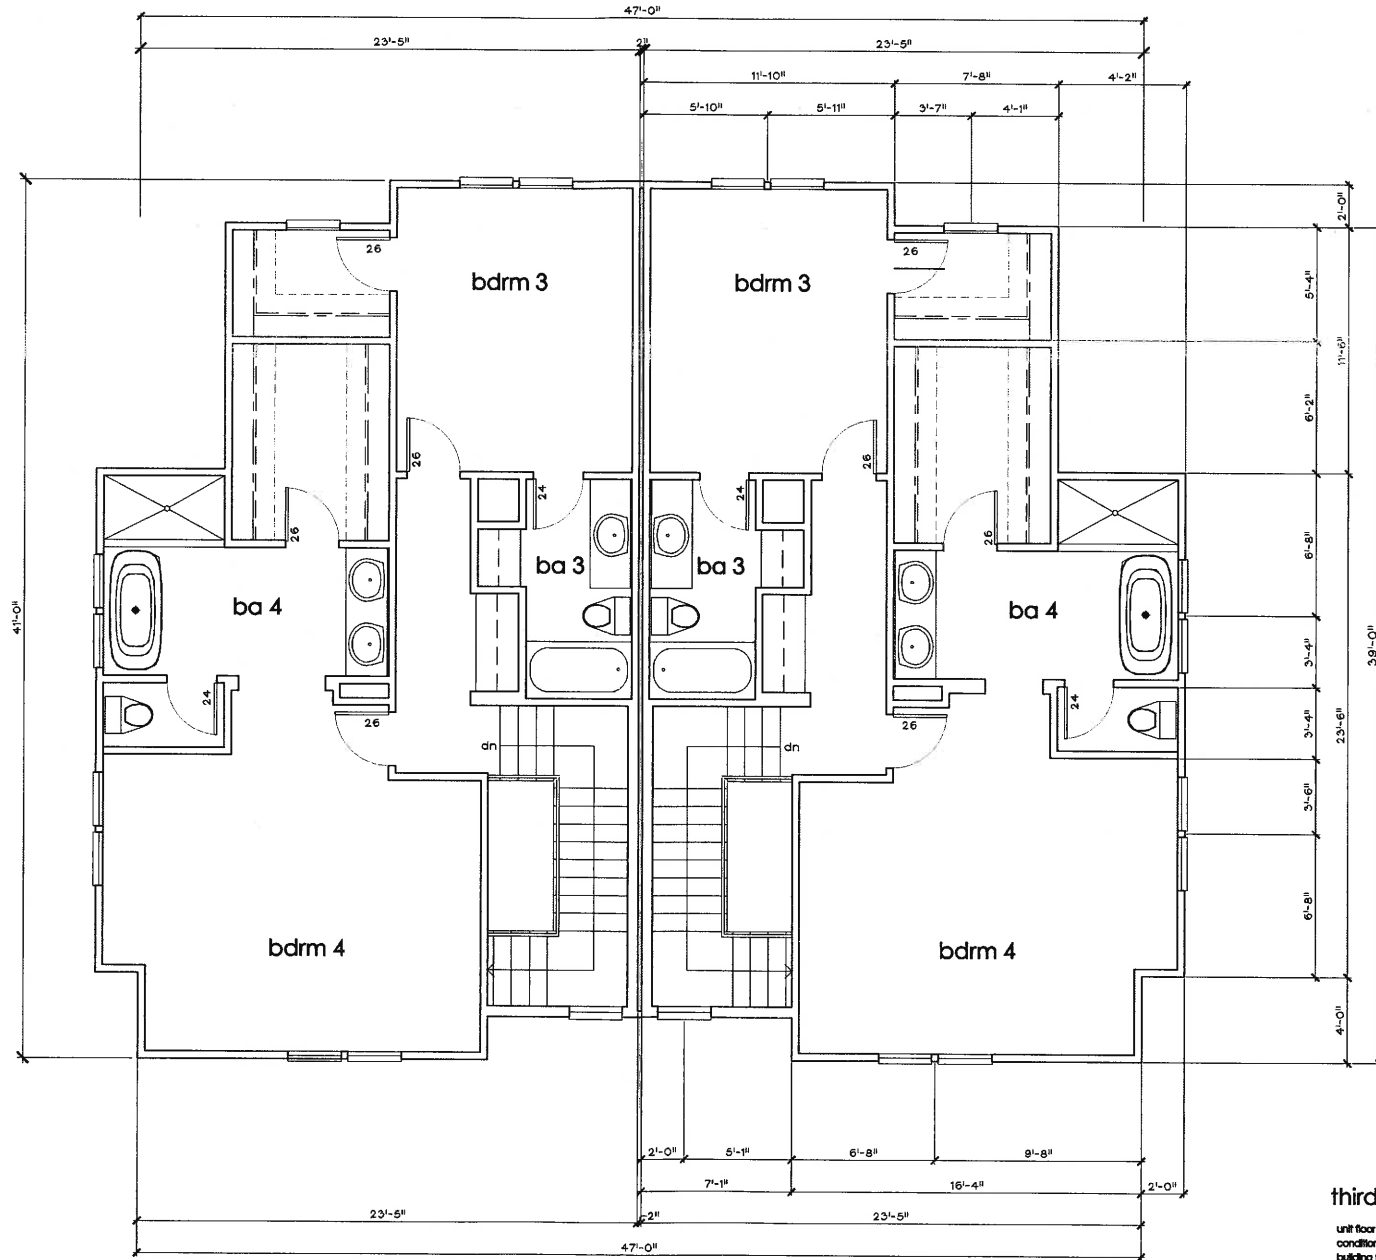 47'-0"
23'-5" 2" 23'-5"
11'-10" 7'-8" 4'-2"
5'-10" 5'-11" 3'-7" 4'-1"
2'-0"
26 26
bdrm 3 bdrm 3
5'-4"
11'-6"
6'-2"
26 26
24 24
26 26
6'-8"
ba 3 ba 3
ba 4 ba 4
41'-0"
3'-4"
39'-0"
24 24
26 26
3'-4"
23'-6"
dn dn
3'-6"
6'-8"
bdrm 4 bdrm 4
4'-0"
2'-0" 5'-1" 6'-8" 9'-8"
7'-1" 16'-4" 2'-0"
third
23'-5" 2" 23'-5"
unit floor
condition
building
47'-0"